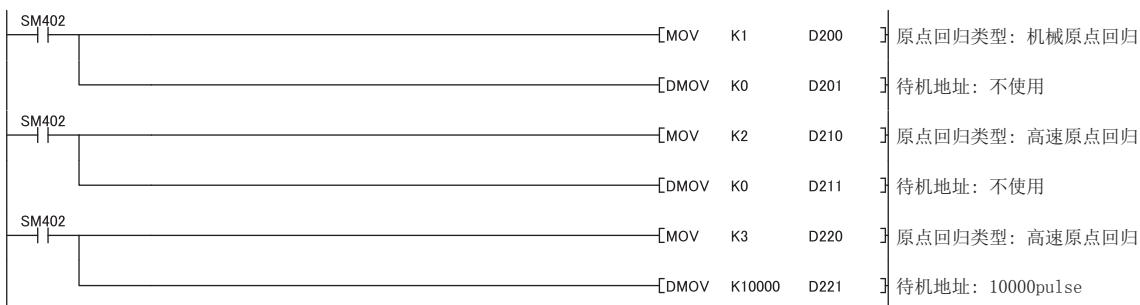 SM402
MOV K1 D200 原点回归类型: 机械原点回归
DMOV K0 D201 待机地址: 不使用
SM402
MOV K2 D210 原点回归类型: 高速原点回归
DMOV K0 D211 待机地址: 不使用
SM402
MOV K3 D220 原点回归类型: 高速原点回归
DMOV K10000 D221 待机地址: 10000pulse